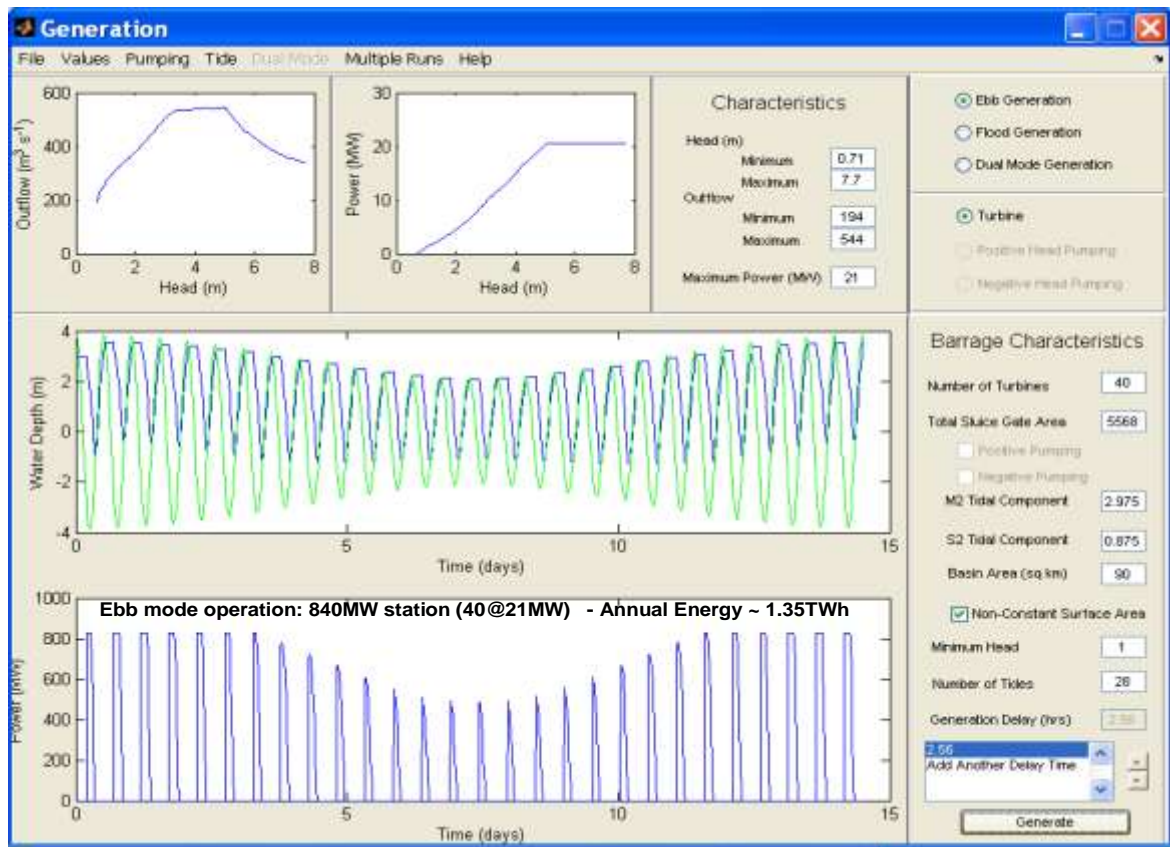 Generation
File Values Pumping Tide Dual Mode Multiple Runs Help
600
400
200
0
Outflow (m³ s⁻¹)
0 2 4 6 8
Head (m)
30
20
10
0
Power (MW)
0 2 4 6 8
Head (m)
Characteristics
Head (m)
Minimum 0.71
Maximum 7.7
Outflow
Minimum 194
Maximum 544
Maximum Power (MW) 21
Ebb Generation
Flood Generation
Dual Mode Generation
Turbine
Positive Head Pumping
Negative Head Pumping
4
2
0
-2
-4
Water Depth (m)
0 5 10 15
Time (days)
1000
800
600
400
200
0
Power (MW)
Ebb mode operation: 840MW station (40@21MW) - Annual Energy ~ 1.35TWh
0 5 10 15
Time (days)
Barrage Characteristics
Number of Turbines 40
Total Sluice Gate Area 5568
Positive Pumping
Negative Pumping
M2 Tidal Component 2.975
S2 Tidal Component 0.875
Basin Area (sq km) 90
Non-Constant Surface Area
Minimum Head 1
Number of Tides 28
Generation Delay (hrs) 2.56
2.56
Add Another Delay Time
Generate